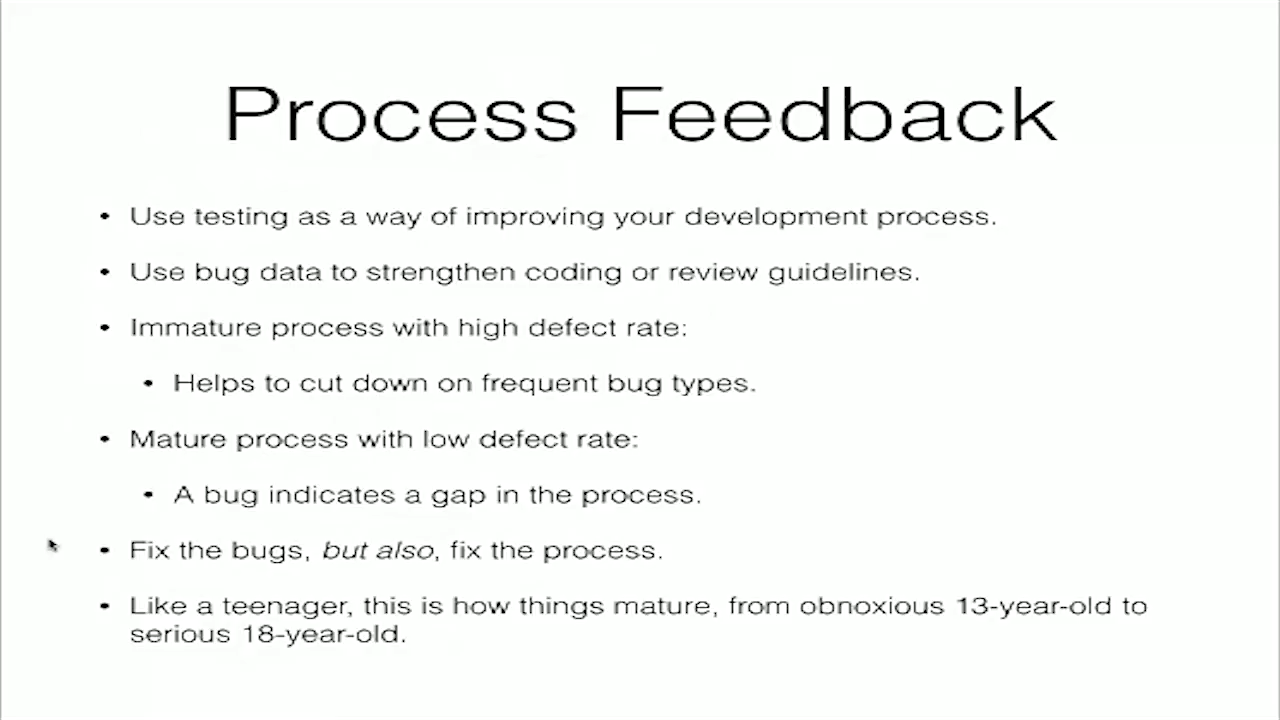 Process Feedback
• Use testing as a way of improving your development process.
• Use bug data to strengthen coding or review guidelines.
• Immature process with high defect rate:
• Helps to cut down on frequent bug types.
• Mature process with low defect rate:
• A bug indicates a gap in the process.
• Fix the bugs, but also, fix the process.
• Like a teenager, this is how things mature, from obnoxious 13-year-old to
serious 18-year-old.